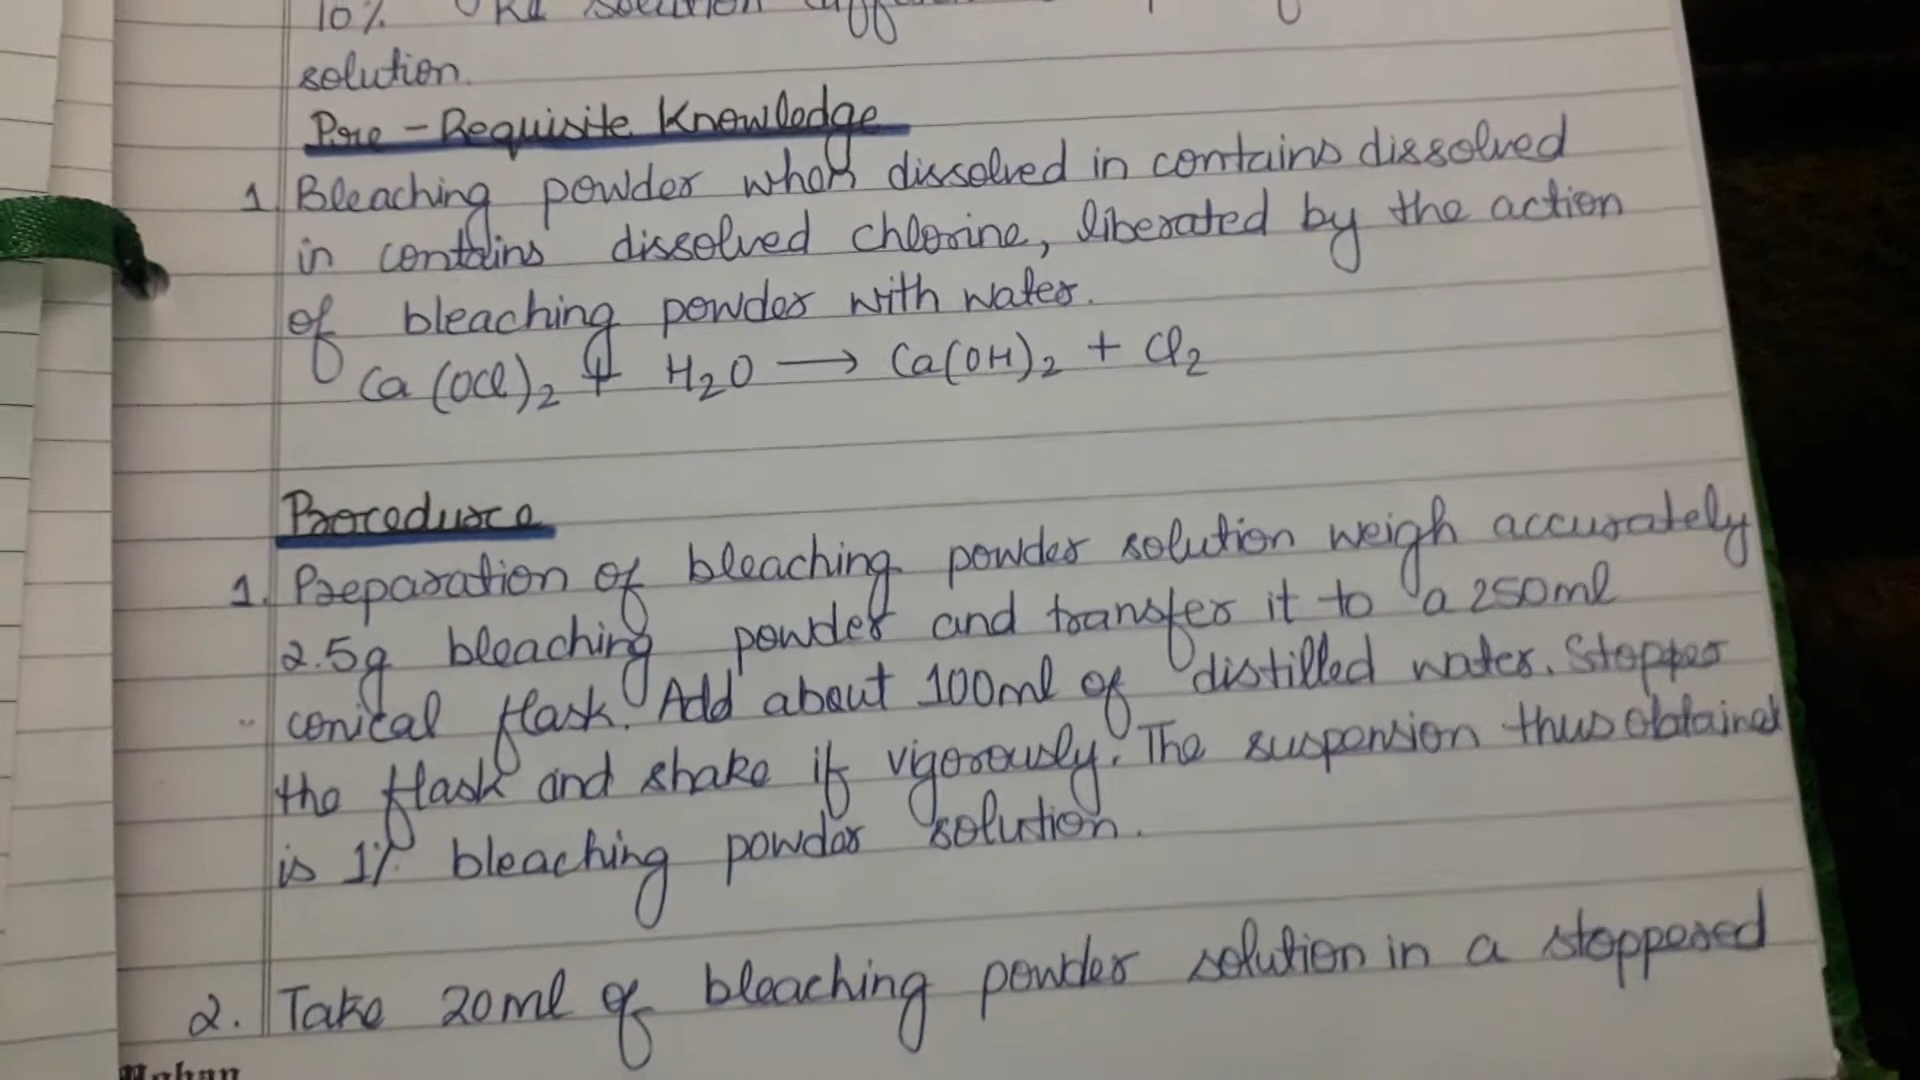 10% KI solution
solution.
Pre-Requisite Knowledge
1 Bleaching powder when dissolved in contains dissolved
in contains dissolved chlorine, liberated by the action
of bleaching powder with water.
Ca(OCl)2 + H2O → Ca(OH)2 + Cl2
Procedure
1. Preparation of bleaching powder solution weigh accurately
2.5g bleaching powder and transfer it to a 250ml
conical flask. Add about 100ml of distilled water. Stopper
the flask and shake it vigorously. The suspension thus obtained
is 1% bleaching powder solution.
2. Take 20ml of bleaching powder solution in a stoppered
Mohan